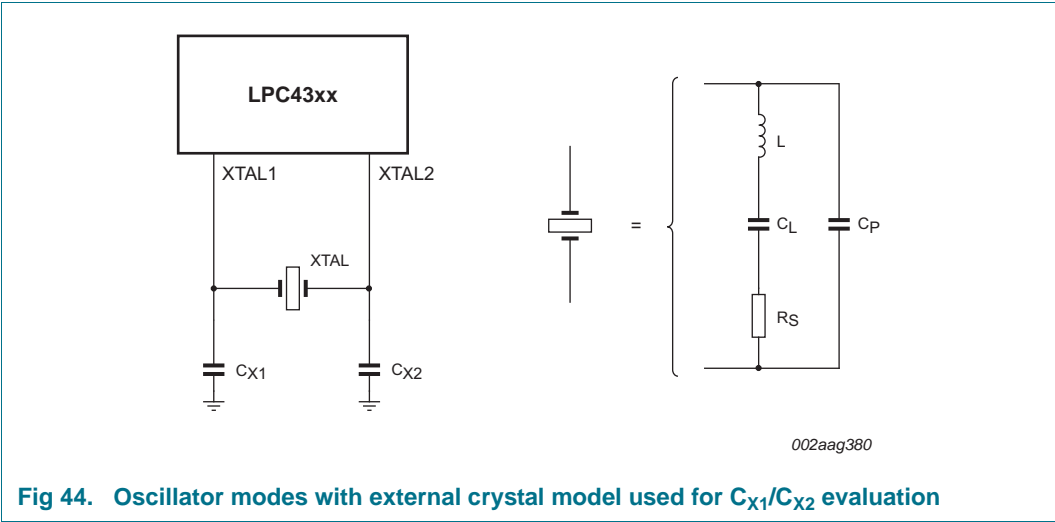 LPC43xx
XTAL1
XTAL2
XTAL
CX1
CX2
=
L
CL
CP
RS
002aag380
Fig 44. Oscillator modes with external crystal model used for CX1/CX2 evaluation